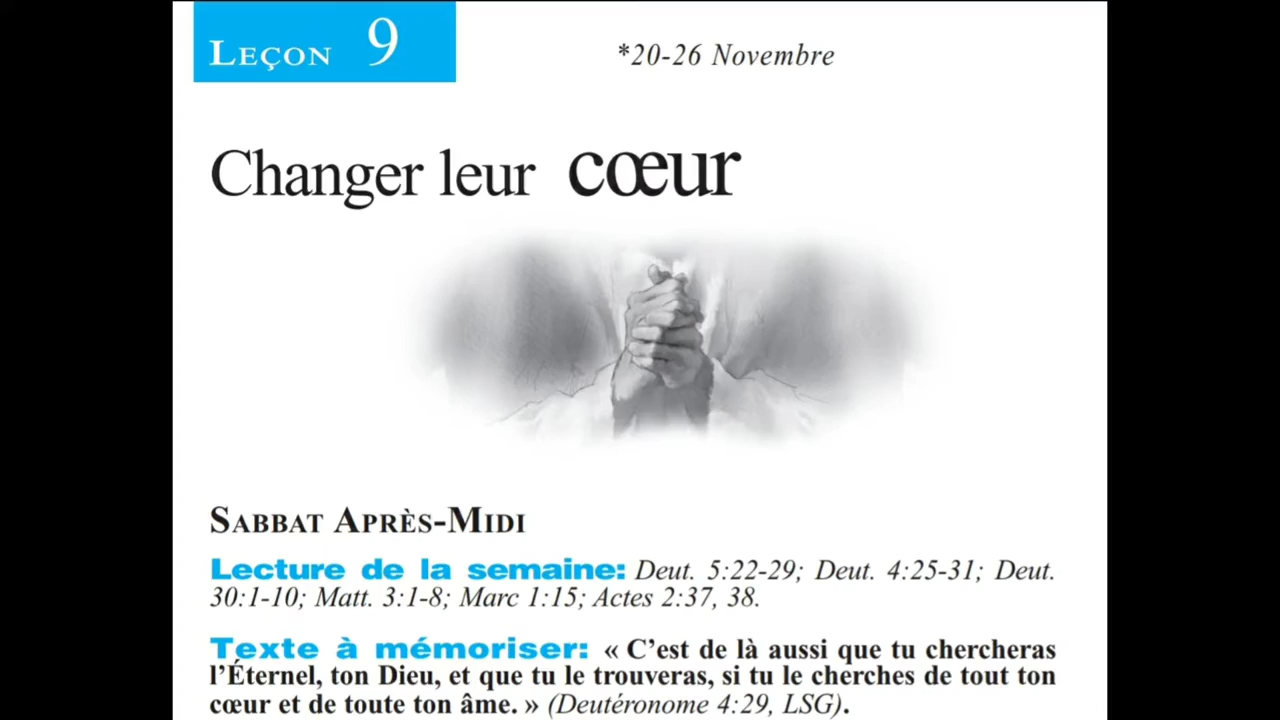 Leçon 9
*20-26 Novembre
Changer leur cœur
Sabbat Après-Midi
Lecture de la semaine: Deut. 5:22-29; Deut. 4:25-31; Deut.
30:1-10; Matt. 3:1-8; Marc 1:15; Actes 2:37, 38.
Texte à mémoriser: « C’est de là aussi que tu chercheras
l’Éternel, ton Dieu, et que tu le trouveras, si tu le cherches de tout ton
cœur et de toute ton âme. » (Deutéronome 4:29, LSG).